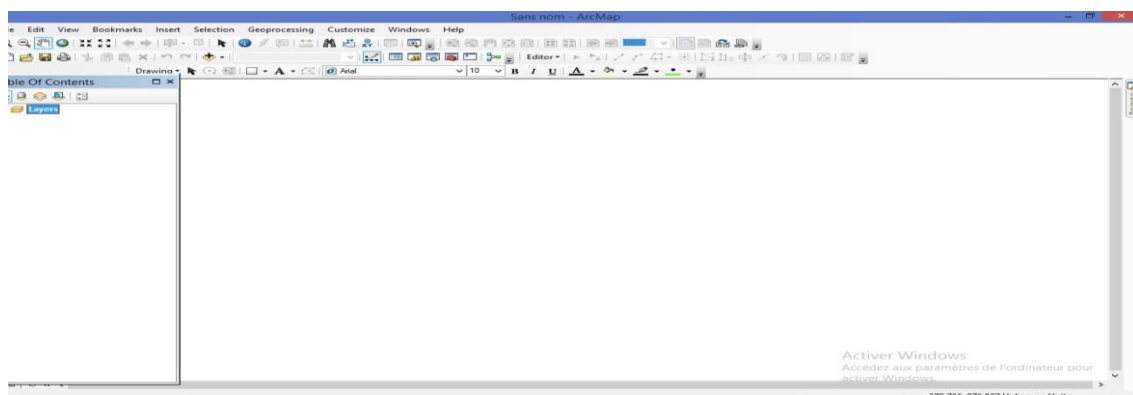 Sans nom - ArcMap
e Edit View Bookmarks Insert Selection Geoprocessing Customize Windows Help
Editor
Drawing A Arial 10 B I U A
ble Of Contents
Layers
Activer Windows
Accédez aux paramètres de l'ordinateur pour
activer Windows.